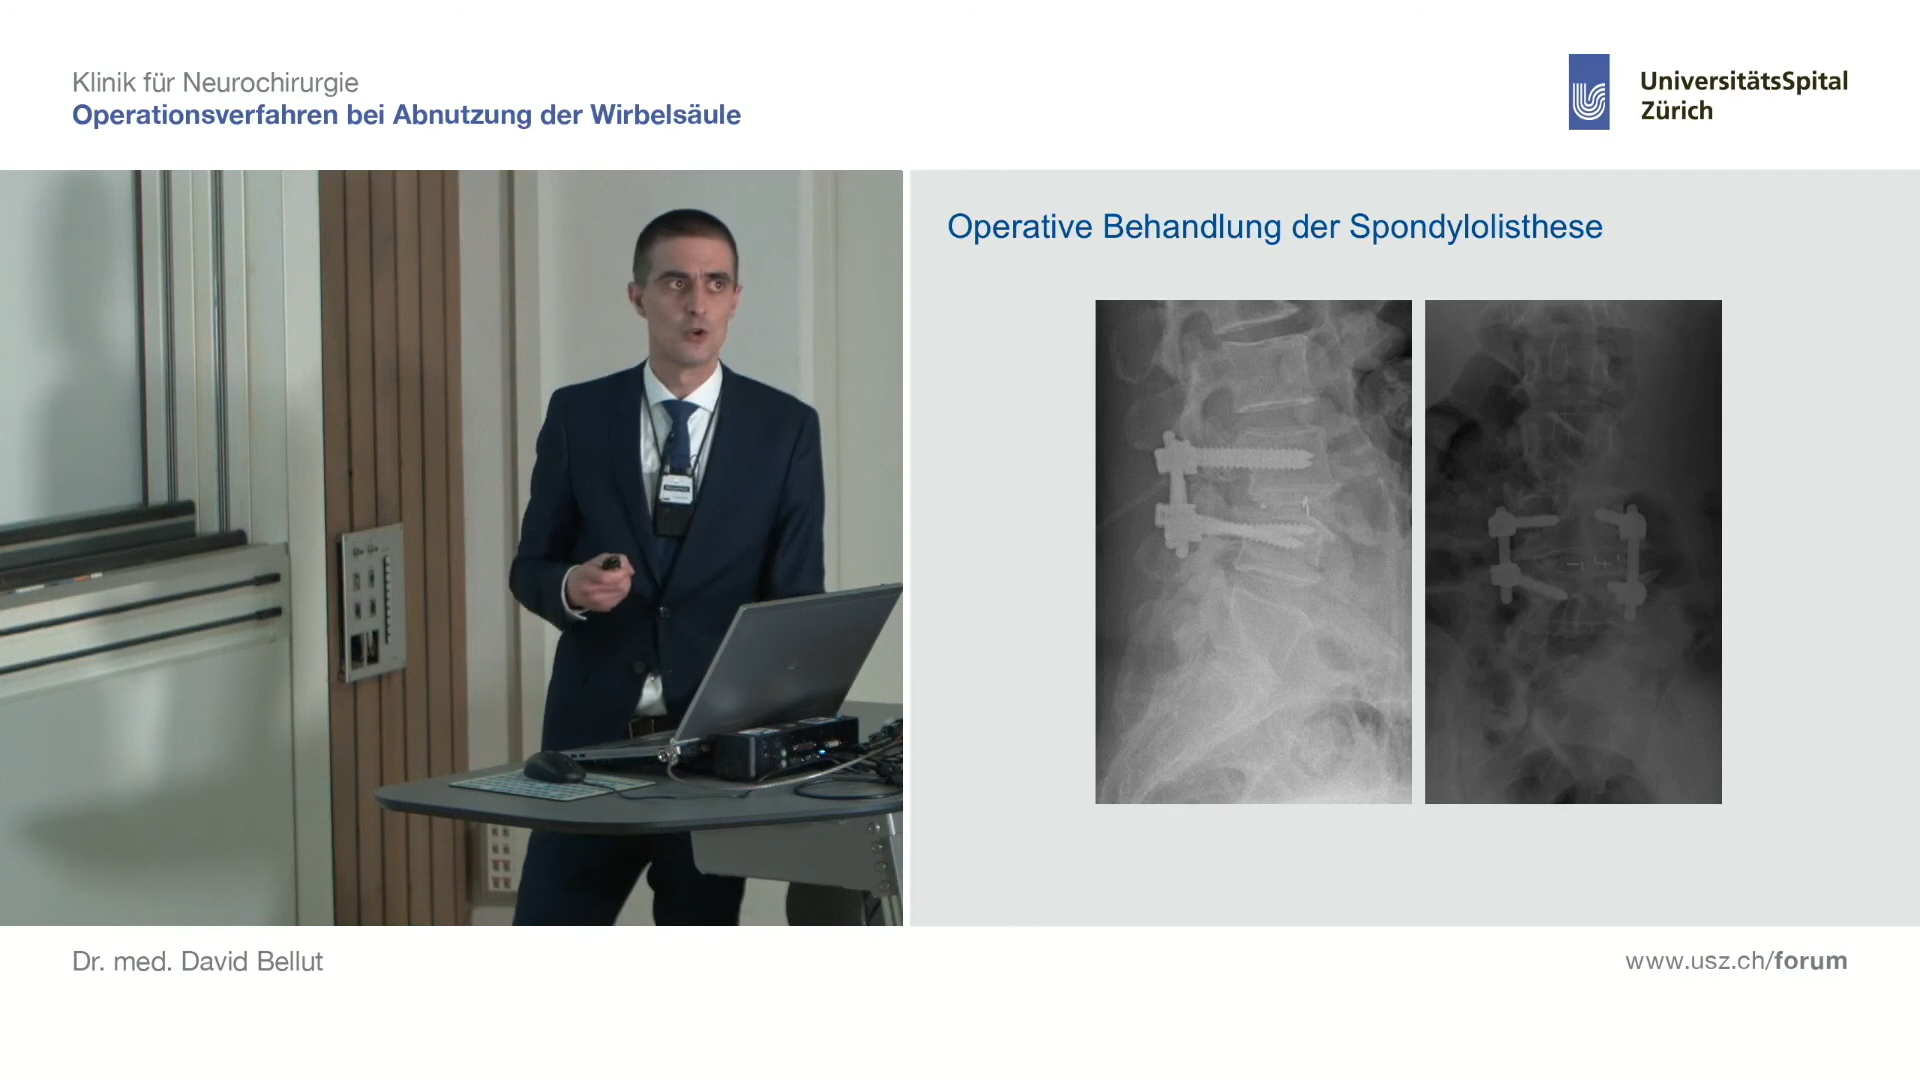 Klinik für Neurochirurgie
Operationsverfahren bei Abnutzung der Wirbelsäule
UniversitätsSpital
Zürich
Operative Behandlung der Spondylolisthese
Dr. med. David Bellut
www.usz.ch/forum